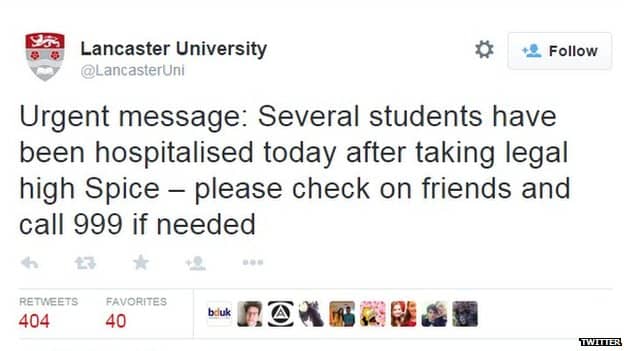 Lancaster University
@LancasterUni
Follow
Urgent message: Several students have
been hospitalised today after taking legal
high Spice – please check on friends and
call 999 if needed
RETWEETS FAVORITES
404 40
bduk
TWITTER